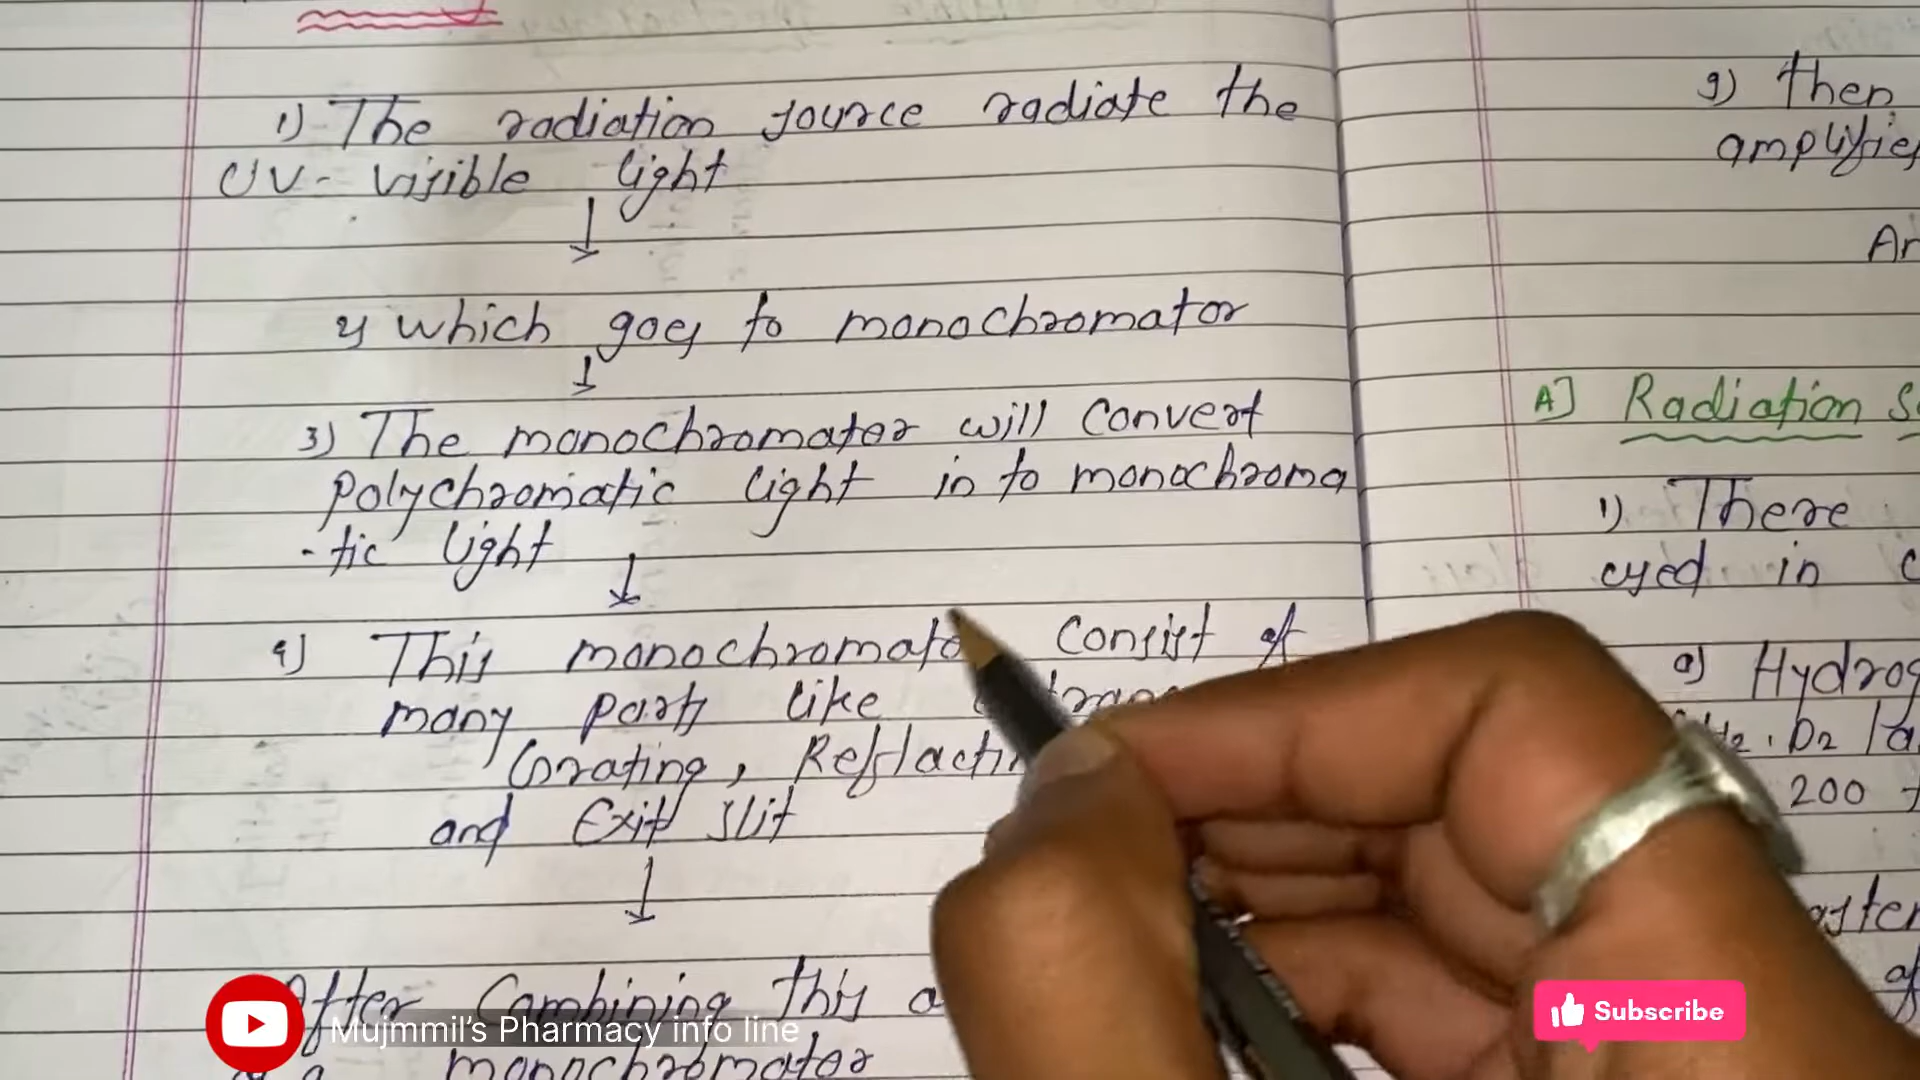 1) The radiation source radiate the
UV- visible light
↓
2) which goes to monochromator
↓
3) The monochromator will convert
polychromatic light in to monochroma
-tic light
↓
4) This monochromato consist of
many parts like
Grating, Reflacti
and Exit slit
↓
After Combining this
monochromator
9) then
amplifies
A] Radiation
1) There
cyed in
a) Hydrog
H2. D2 la
200
Mujmmil's Pharmacy info line
Subscribe